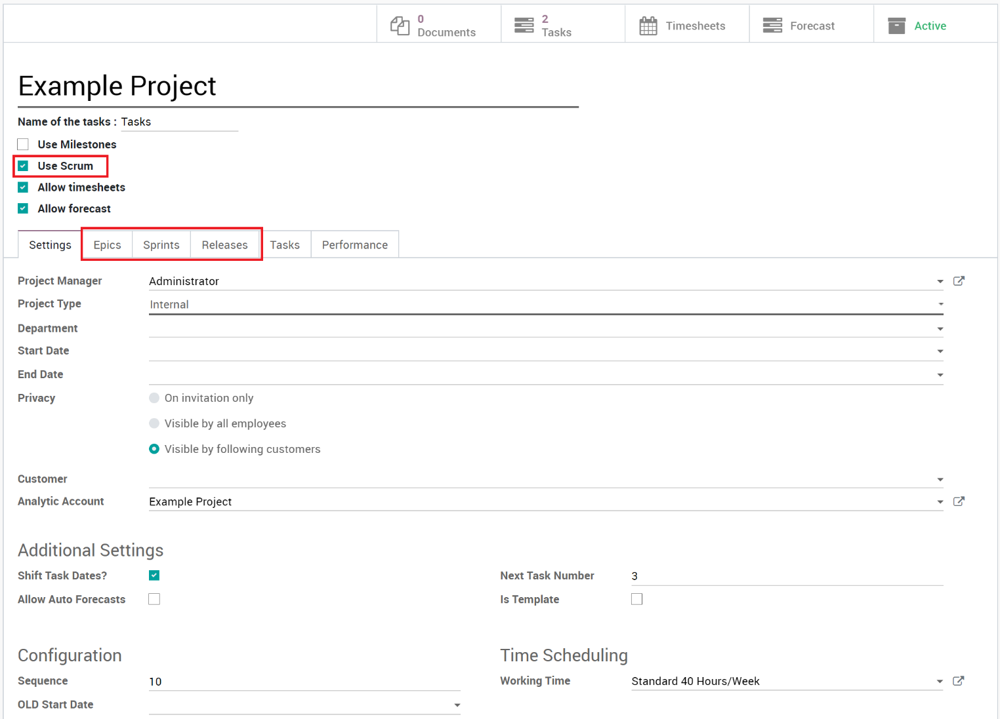 0 Documents
2 Tasks
Timesheets
Forecast
Active
Example Project
Name of the tasks : Tasks
Use Milestones
Use Scrum
Allow timesheets
Allow forecast
Settings Epics Sprints Releases Tasks Performance
Project Manager Administrator
Project Type Internal
Department
Start Date
End Date
Privacy On invitation only
Visible by all employees
Visible by following customers
Customer
Analytic Account Example Project
Additional Settings
Shift Task Dates? Next Task Number 3
Allow Auto Forecasts Is Template
Configuration Time Scheduling
Sequence 10 Working Time Standard 40 Hours/Week
OLD Start Date